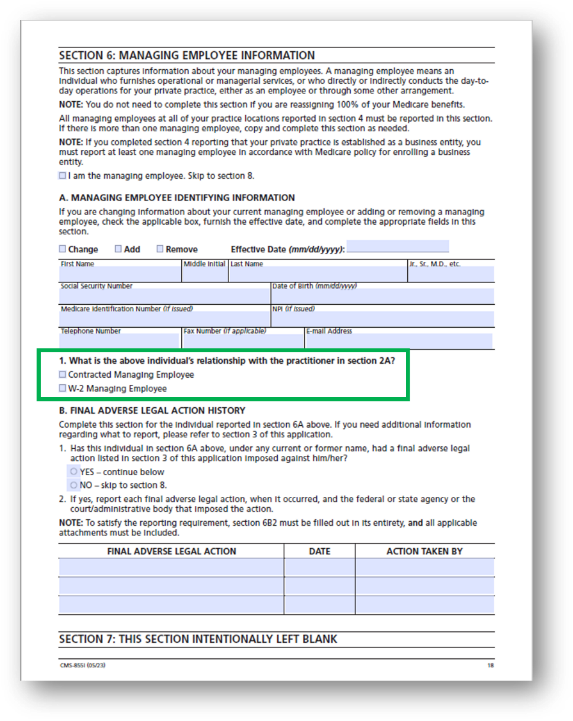 SECTION 6: MANAGING EMPLOYEE INFORMATION
This section captures information about your managing employees. A managing employee means an
individual who furnishes operational or managerial services, or who directly or indirectly conducts the day-to-
day operations for your private practice, either as an employee or through some other arrangement.
NOTE: You do not need to complete this section if you are reassigning 100% of your Medicare benefits.
All managing employees at all of your practice locations reported in section 4 must be reported in this section.
If there is more than one managing employee, copy and complete this section as needed.
NOTE: If you completed section 4 reporting that your private practice is established as a business entity, you
must report at least one managing employee in accordance with Medicare policy for enrolling a business
entity.
I am the managing employee. Skip to section 8.
A. MANAGING EMPLOYEE IDENTIFYING INFORMATION
If you are changing information about your current managing employee or adding or removing a managing
employee, check the applicable box, furnish the effective date, and complete the appropriate fields in this
section.
Change Add Remove Effective Date (mm/dd/yyyy):
First Name Middle Initial Last Name Jr., Sr., M.D., etc.
Social Security Number Date of Birth (mm/dd/yyyy)
Medicare Identification Number (if issued) NPI (if issued)
Telephone Number Fax Number (if applicable) E-mail Address
1. What is the above individual's relationship with the practitioner in section 2A?
Contracted Managing Employee
W-2 Managing Employee
B. FINAL ADVERSE LEGAL ACTION HISTORY
Complete this section for the individual reported in section 6A above. If you need additional information
regarding what to report, please refer to section 3 of this application.
1. Has this individual in section 6A above, under any current or former name, had a final adverse legal
action listed in section 3 of this application imposed against him/her?
YES – continue below
NO – skip to section 8.
2. If yes, report each final adverse legal action, when it occurred, and the federal or state agency or the
court/administrative body that imposed the action.
NOTE: To satisfy the reporting requirement, section 6B2 must be filled out in its entirety, and all applicable
attachments must be included.
FINAL ADVERSE LEGAL ACTION DATE ACTION TAKEN BY
SECTION 7: THIS SECTION INTENTIONALLY LEFT BLANK
CMS-855I (05/23) 18